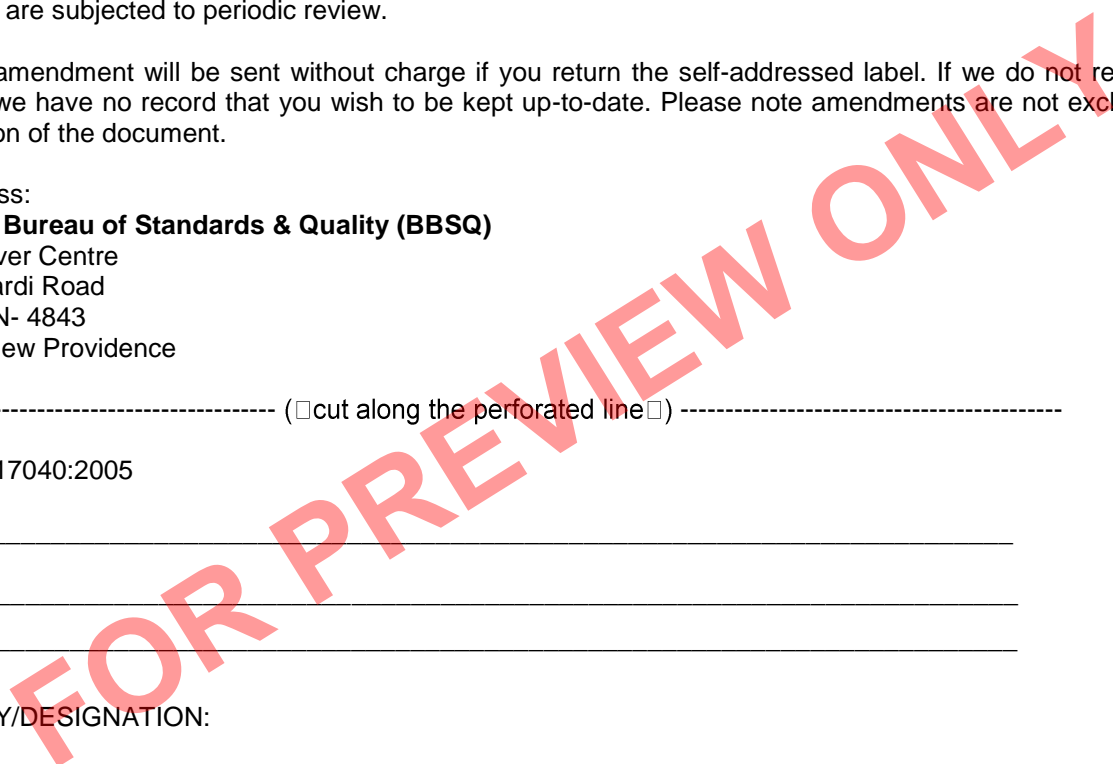 are subjected to periodic review.
amendment will be sent without charge if you return the self-addressed label. If we do not re
we have no record that you wish to be kept up-to-date. Please note amendments are not excl
on of the document.
ss:
Bureau of Standards & Quality (BBSQ)
ver Centre
ardi Road
N- 4843
ew Providence
------------------------------- (□cut along the perforated line□) -------------------------------------------
17040:2005
Y/DESIGNATION:
FOR PREVIEW ONLY